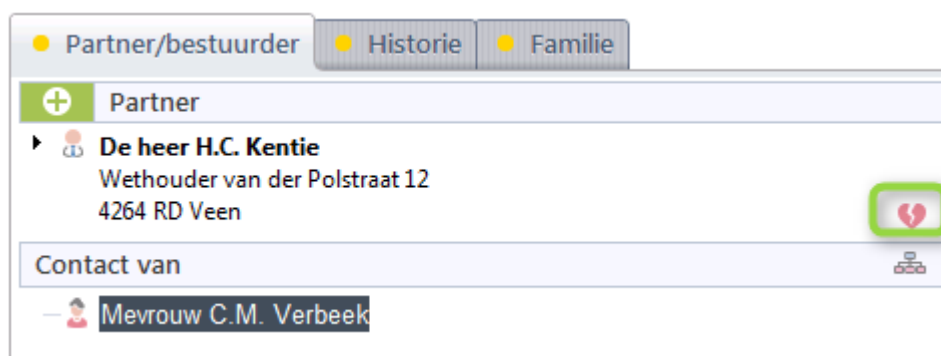 Partner/bestuurder Historie Familie
Partner
De heer H.C. Kentie
Wethouder van der Polstraat 12
4264 RD Veen
Contact van
Mevrouw C.M. Verbeek